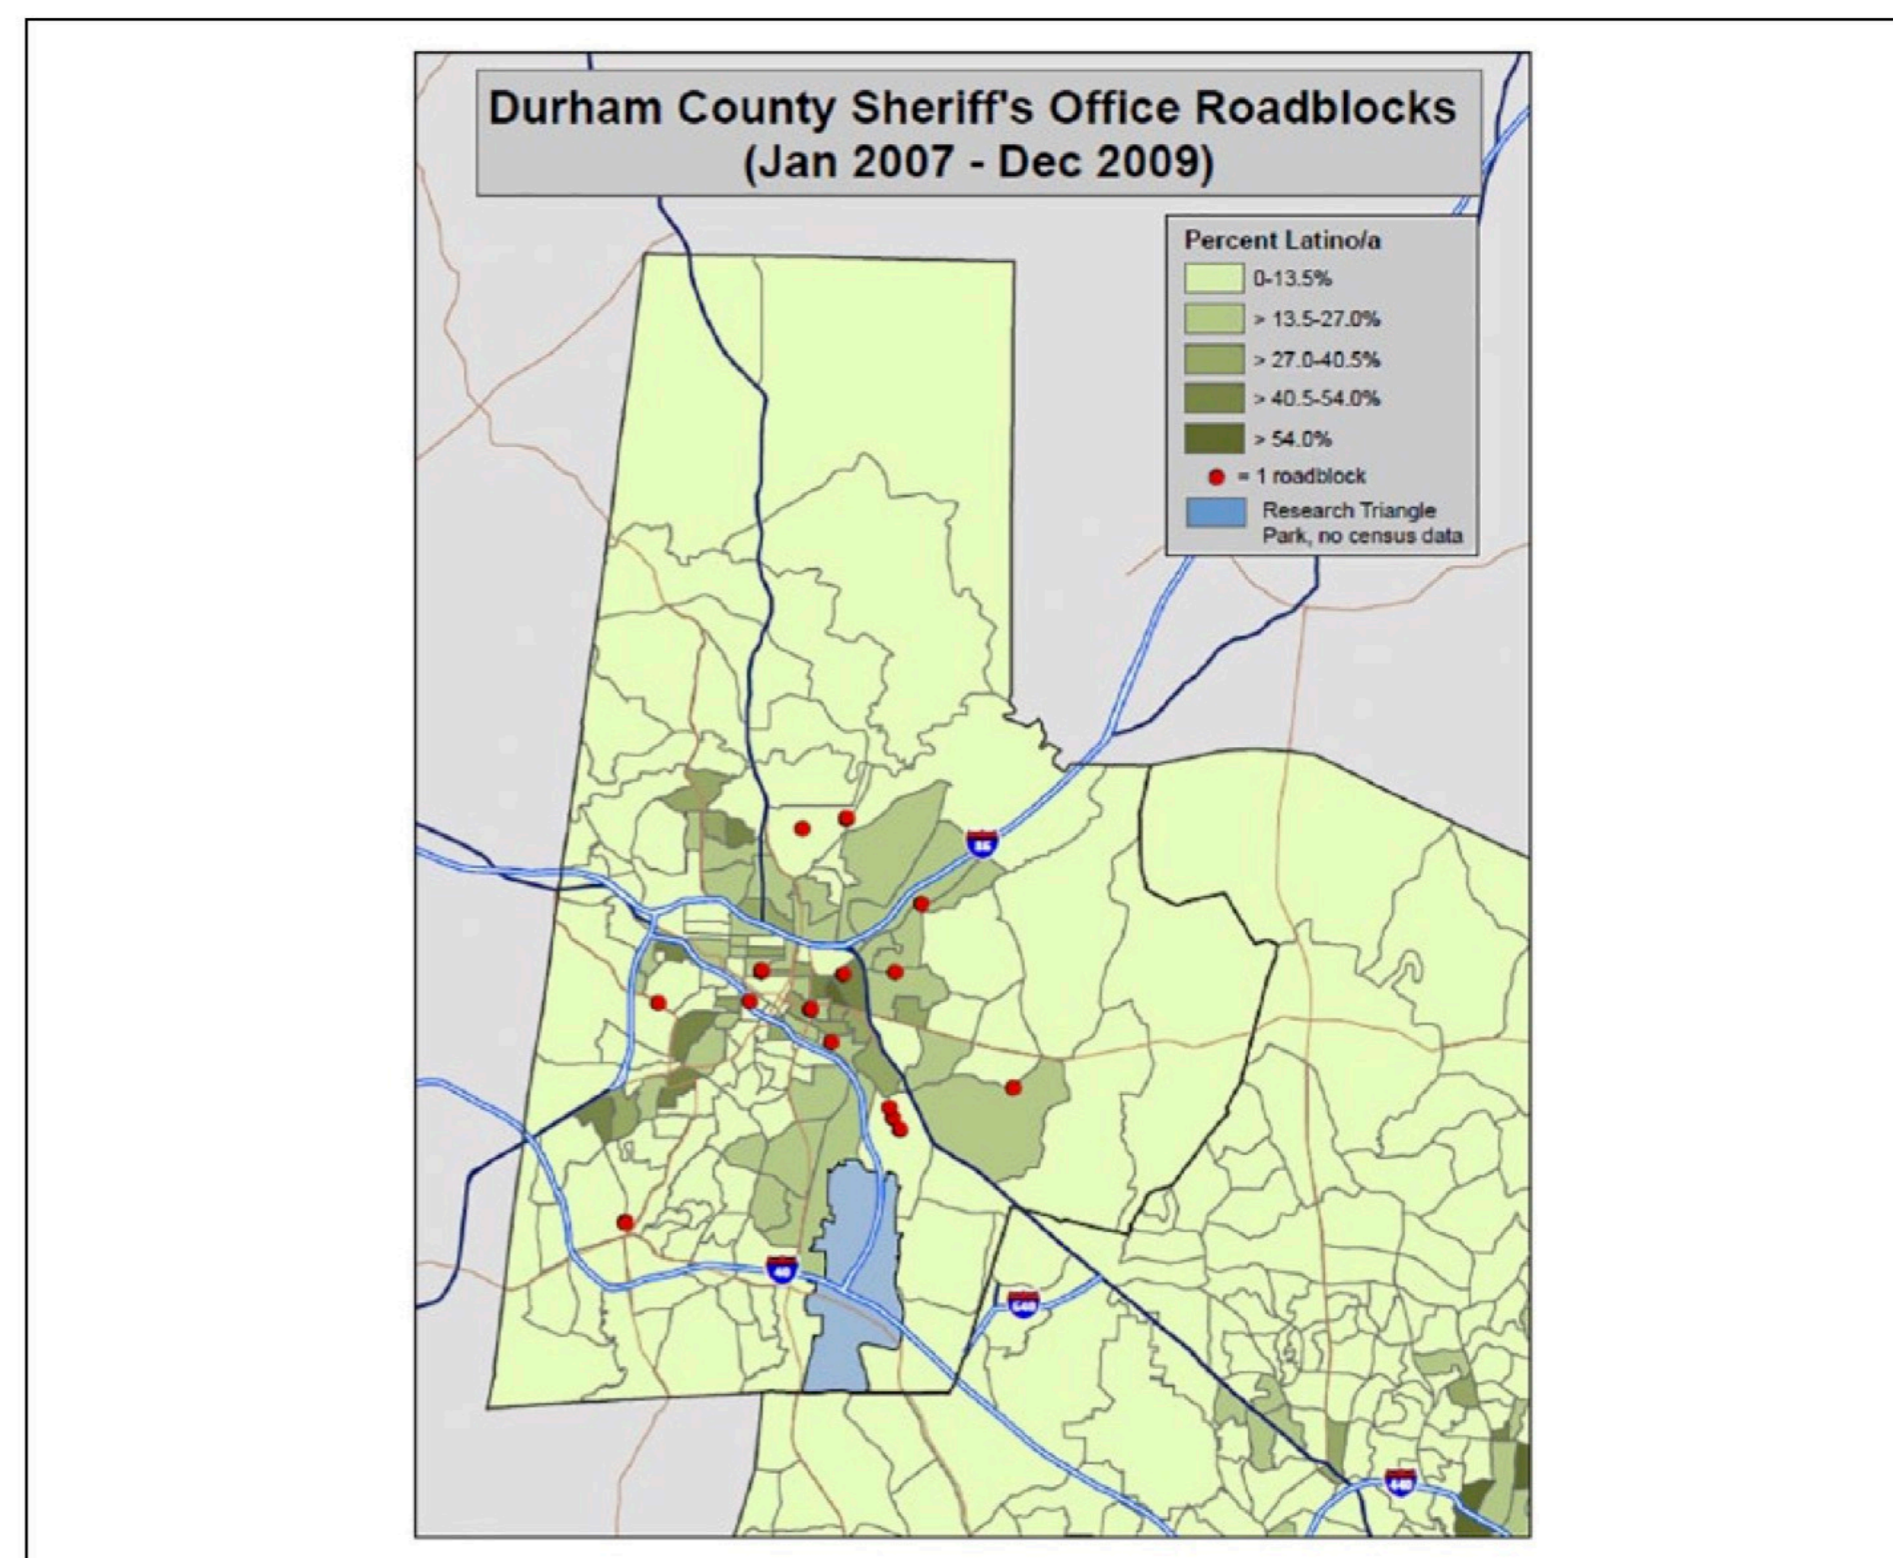 Durham County Sheriff's Office Roadblocks
(Jan 2007 - Dec 2009)
Percent Latino/a
0-13.5%
> 13.5-27.0%
> 27.0-40.5%
> 40.5-54.0%
> 54.0%
= 1 roadblock
Research Triangle
Park, no census data
85
40
540
440